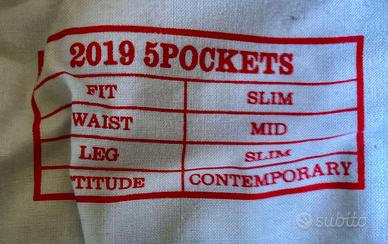 2019 5POCKETS
FIT SLIM
WAIST MID
LEG SLIM
TITUDE CONTEMPORARY
subito